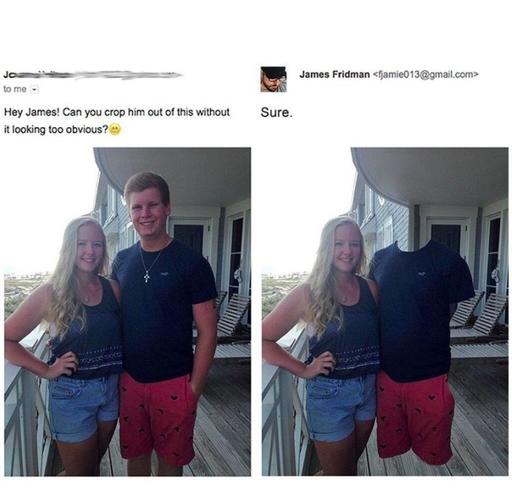 to me
James Fridman <fjamie013@gmail.com>
Hey James! Can you crop him out of this without
it looking too obvious?😊
Sure.